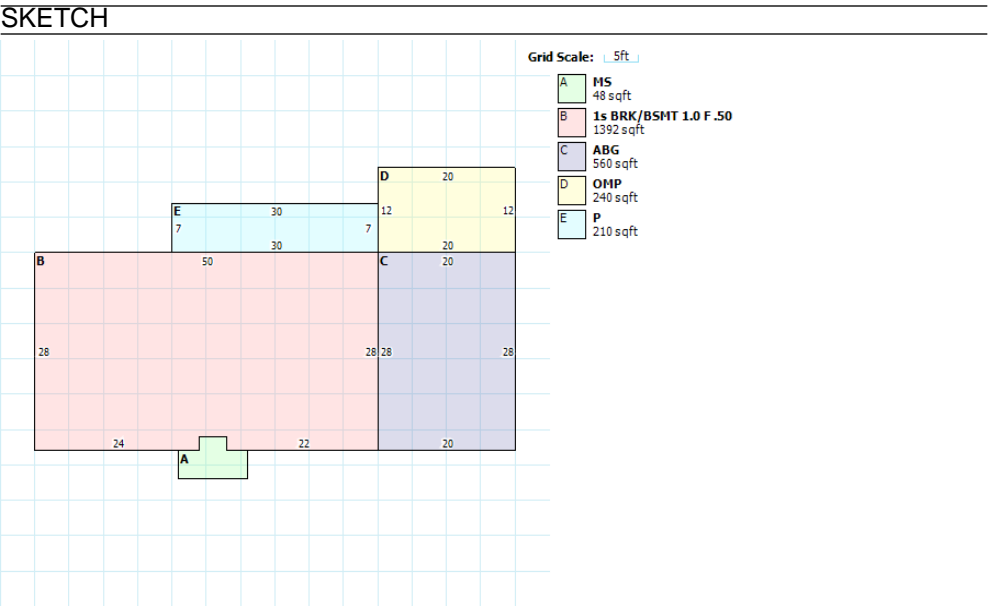 SKETCH
Grid Scale: 5ft
A MS
48 sqft
B 1s BRK/BSMT 1.0 F .50
1392 sqft
C ABG
560 sqft
D OMP
240 sqft
E P
210 sqft
D 20
12 12
20
E 30
7 7
30
B 50
28 28
24 22
C 20
28 28
20
A